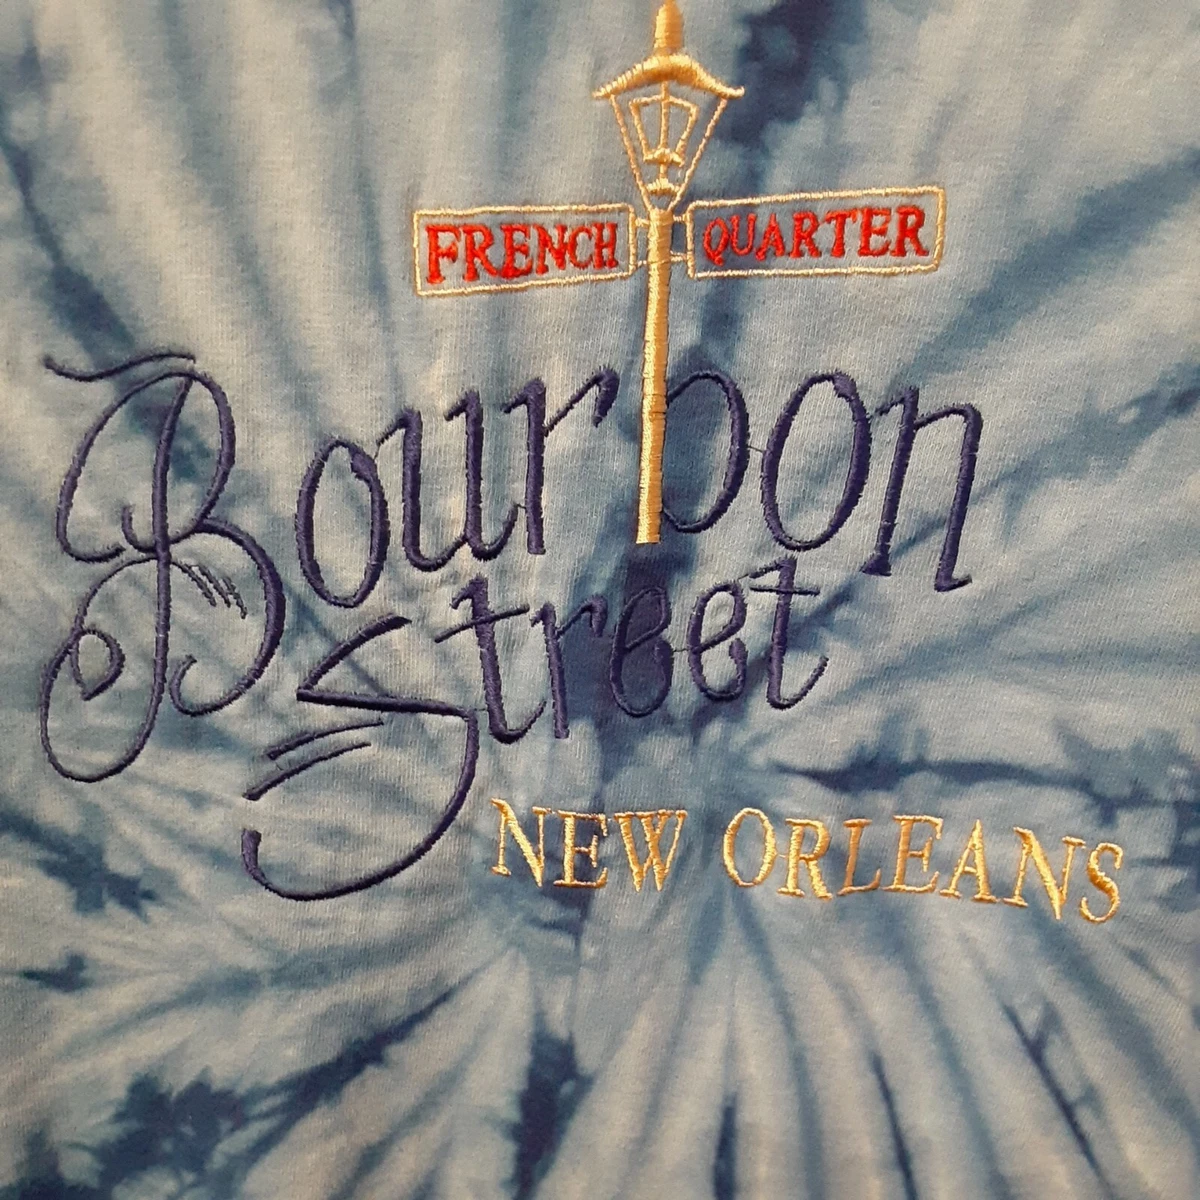 FRENCH QUARTER
Bourbon
Street
NEW ORLEANS